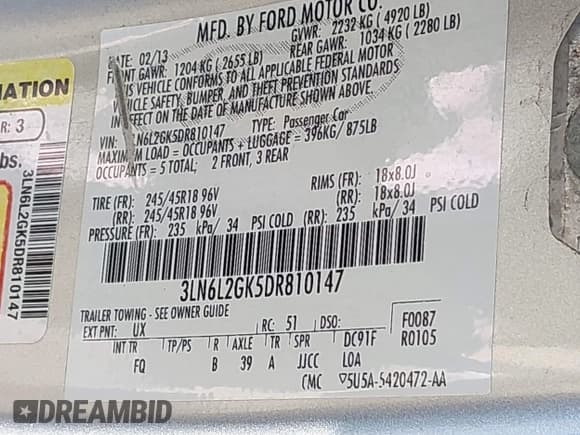 MFD. BY FORD MOTOR CO.
DATE: 02/13
GVWR: 2232 KG ( 4920 LB)
FRONT GAWR: 1204 KG ( 2655 LB)
REAR GAWR: 1034 KG ( 2280 LB)
THIS VEHICLE CONFORMS TO ALL APPLICABLE FEDERAL MOTOR
VEHICLE SAFETY, BUMPER, AND THEFT PREVENTION STANDARDS
IN EFFECT ON THE DATE OF MANUFACTURE SHOWN ABOVE.
VIN: 3LN6L2GK5DR810147
TYPE: Passenger Car
MAXIMUM LOAD = OCCUPANTS + LUGGAGE = 396KG / 875LB
OCCUPANTS = 5 TOTAL; 2 FRONT, 3 REAR
TIRE (FR): 245/45R18 96V RIMS (FR): 18x8.0J
(RR): 245/45R18 96V (RR): 18x8.0J
PRESSURE (FR): 235 kPa/ 34 PSI COLD (RR): 235 kPa/ 34 PSI COLD
3LN6L2GK5DR810147
TRAILER TOWING - SEE OWNER GUIDE
EXT PNT: UX RC: 51 DSO: F0087
R0105
INT TR TP/PS R AXLE TR SPR DC91F
FQ B 39 A JJCC LOA
CMC 5U5A-5420472-AA
MATION
R: 3
bs.
3LN6L2GK5DR810147
DREAMBID